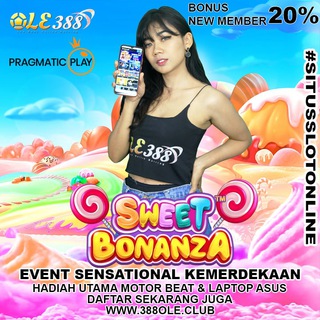 OLE388
BONUS
NEW MEMBER 20%
PRAGMATIC PLAY
#SITUSSLOTONLINE
OLE388
SWEET
BONANZA
TM
EVENT SENSATIONAL KEMERDEKAAN
HADIAH UTAMA MOTOR BEAT & LAPTOP ASUS
DAFTAR SEKARANG JUGA
WWW.388OLE.CLUB